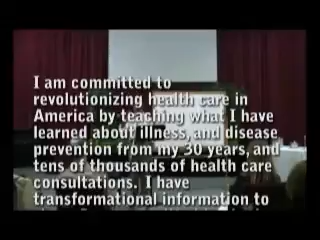 I am committed to
revolutionizing health care in
America by teaching what I have
learned about illness, and disease
prevention from my 30 years, and
tens of thousands of health care
consultations.  I have
transformational information to